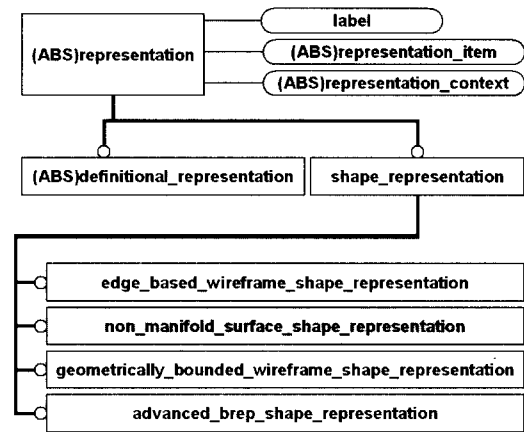 label
(ABS)representation
(ABS)representation_item
(ABS)representation_context
(ABS)definitional_representation
shape_representation
edge_based_wireframe_shape_representation
non_manifold_surface_shape_representation
geometrically_bounded_wireframe_shape_representation
advanced_brep_shape_representation